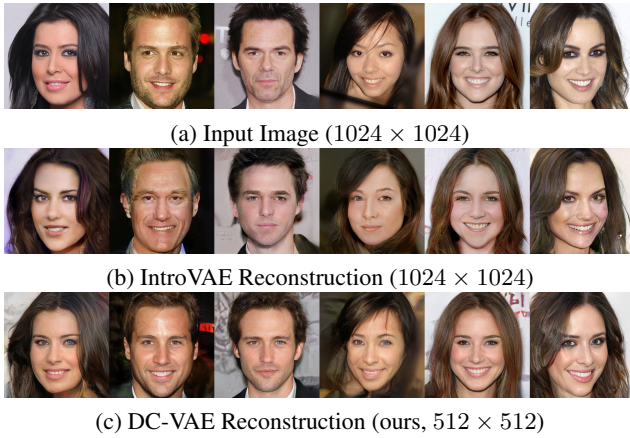 (a) Input Image (1024 × 1024)
(b) IntroVAE Reconstruction (1024 × 1024)
(c) DC-VAE Reconstruction (ours, 512 × 512)